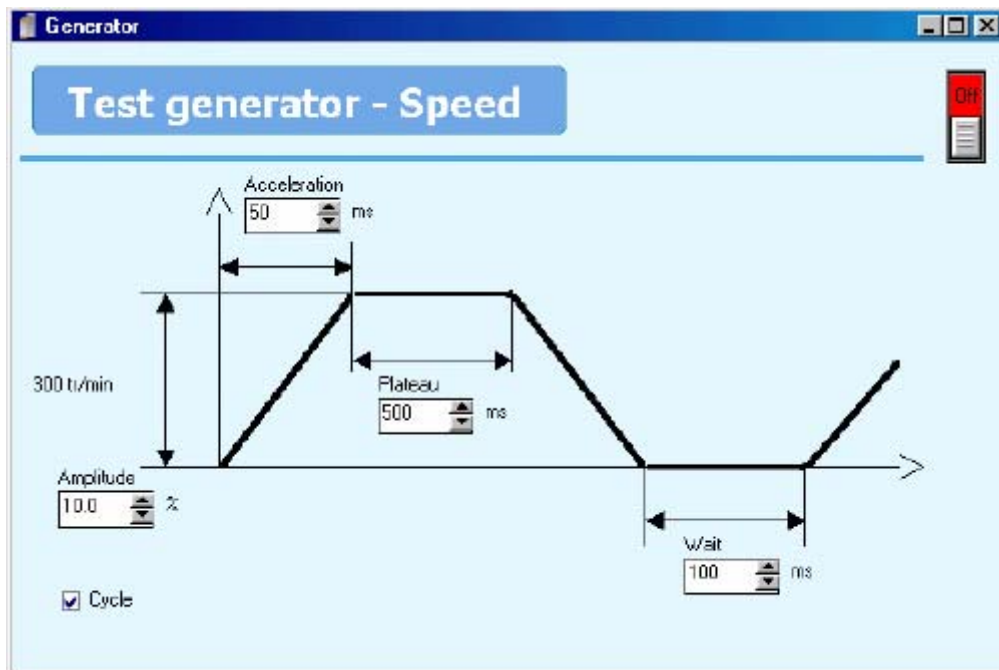 Generator
Test generator - Speed
Off
Acceleration
50 ms
300 tr/min
Plateau
500 ms
Amplitude
10.0 %
Wait
100 ms
Cycle